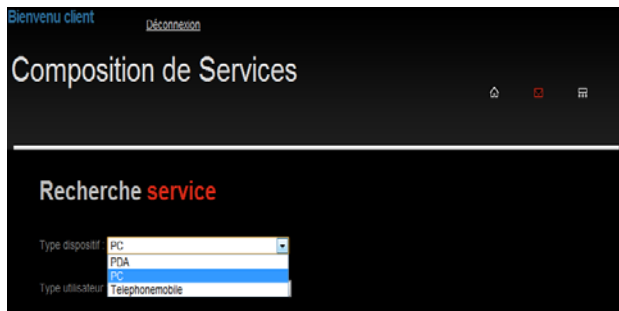 Bienvenu client
Déconnexion
Composition de Services
Recherche service
Type dispositif : PC
PDA
PC
Type utilisateur Telephonemobile